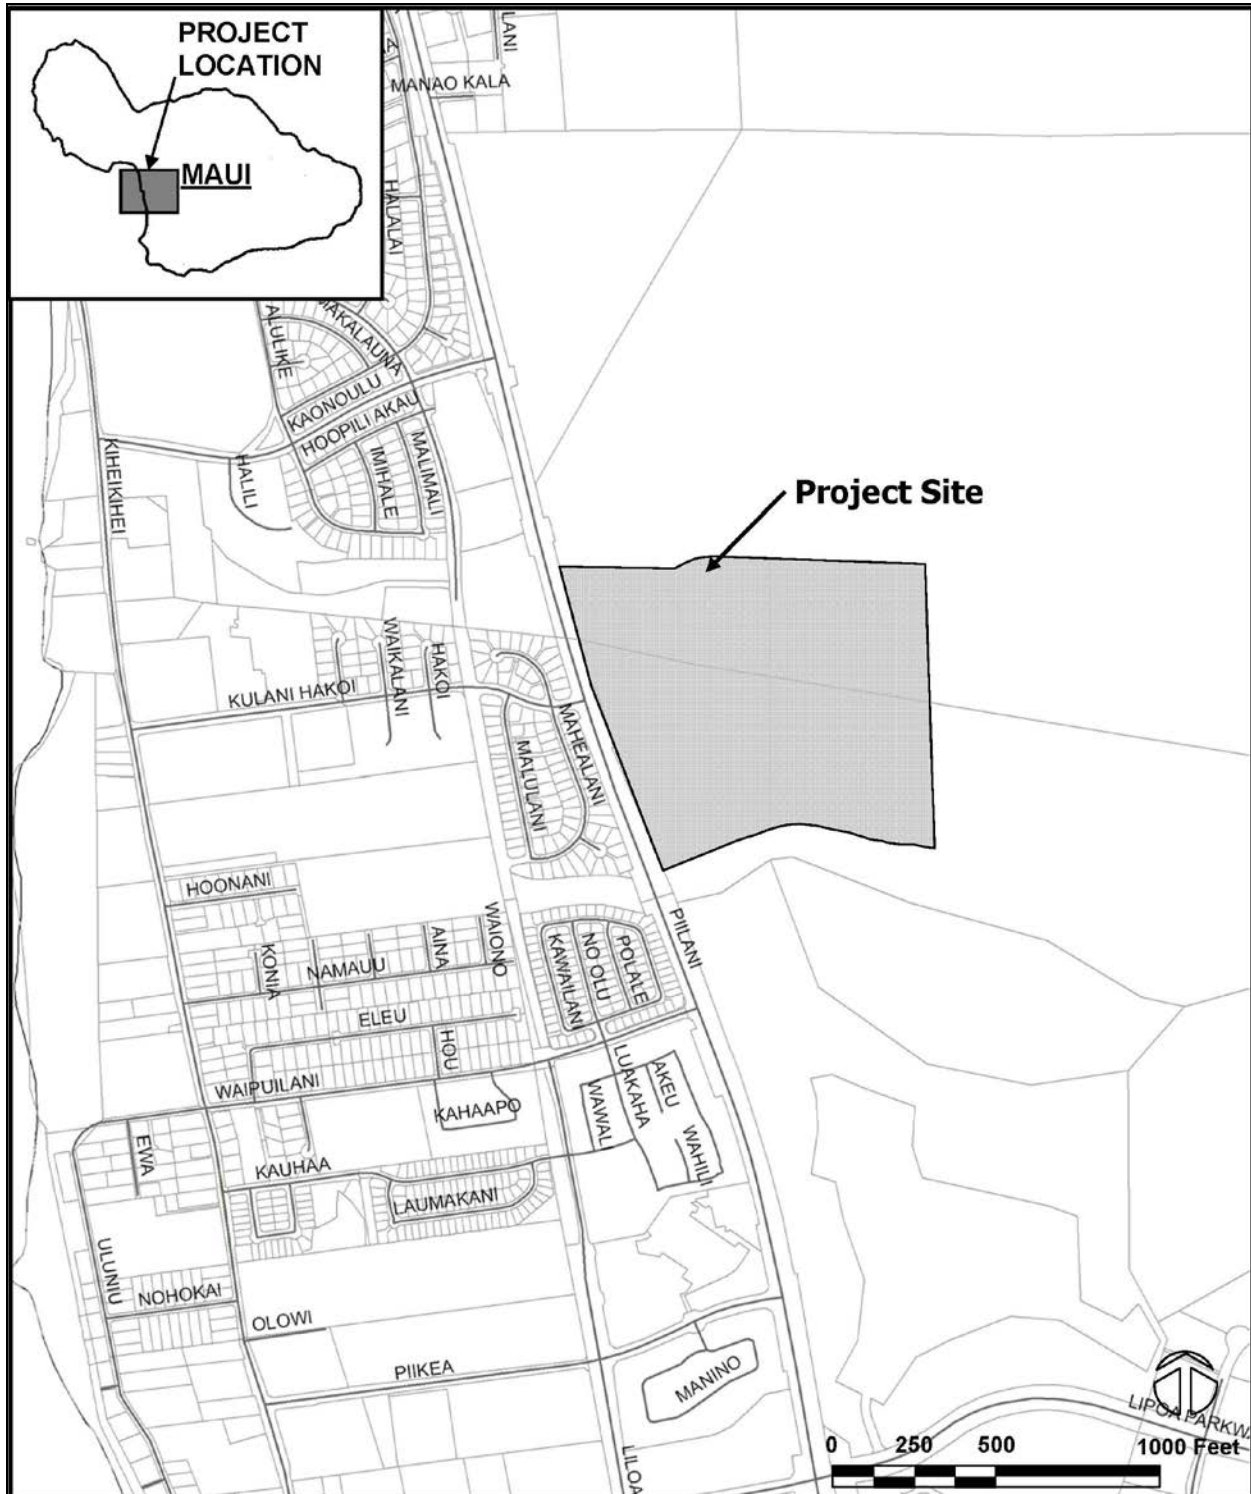 PROJECT
LOCATION
MAUI
LANI
MANAO KALA
HALALAI
MAKALAUNA
ALULIKE
KAONOULU
HOOPILI AKAU
KIHEIKIHEI
HALILI
IMIHALE
MALIMALI
Project Site
WAIKALANI
HAKOI
KULANI HAKOI
MAHEALANI
MALULANI
HOONANI
PIILANI
KONIA
NAMAUU
AINA
WAIONO
KAWAILANI
NO OLU
POLALE
ELEU
HOU
WAIPUILANI
LUAKAHA
AKEU
WAWAL
KAHAAPO
WAHILI
EWA
KAUHAA
LAUMAKANI
ULUNIU
NOHOKAI
OLOWI
PIIKEA
MANINO
LIPOA PARKWA
LILOA
0 250 500 1000 Feet